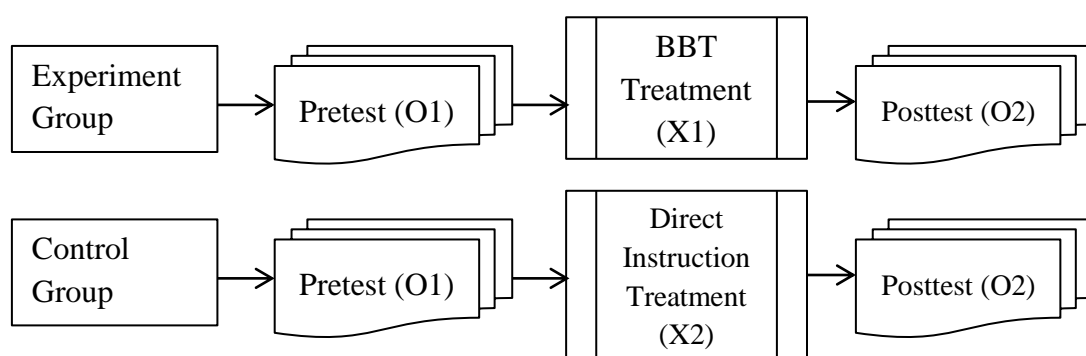 Experiment
Group
Pretest (O1)
BBT
Treatment
(X1)
Posttest (O2)
Control
Group
Pretest (O1)
Direct
Instruction
Treatment
(X2)
Posttest (O2)